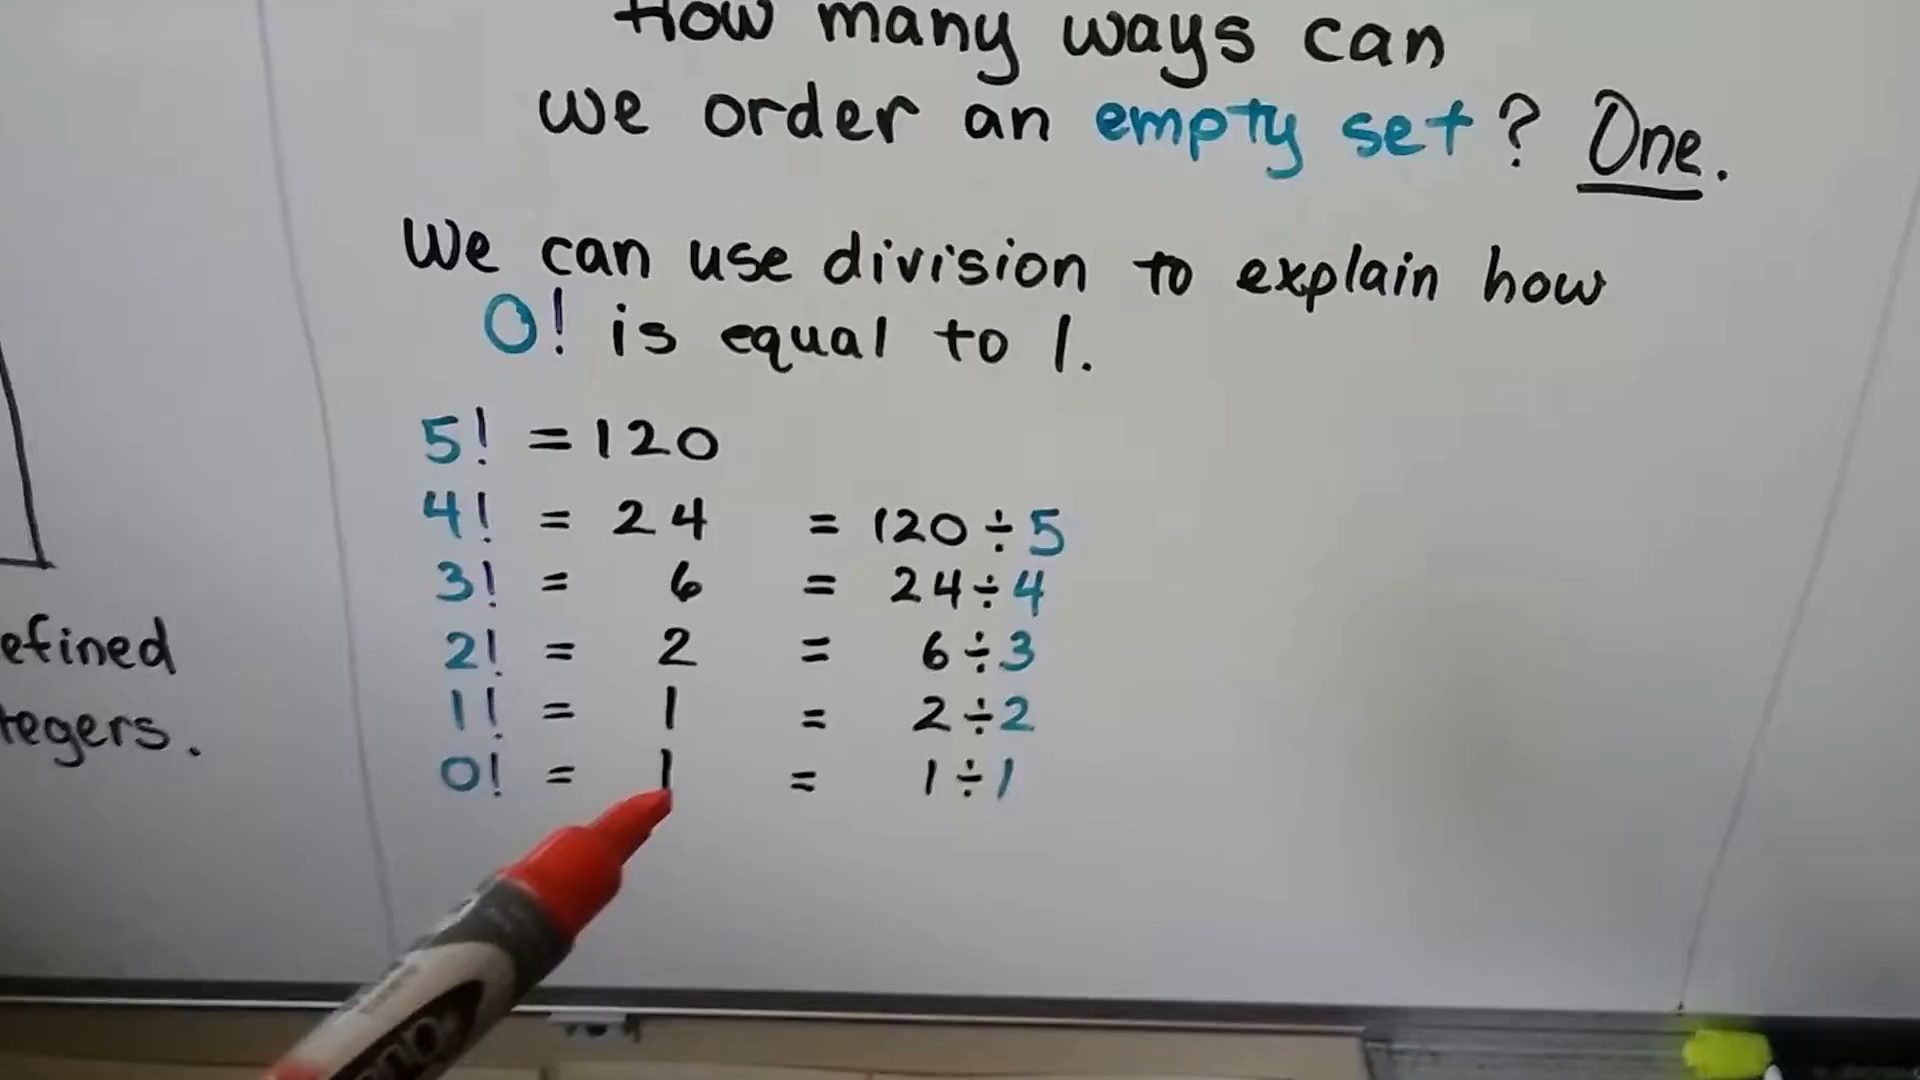 How many ways can
we order an empty set? One.
We can use division to explain how
0! is equal to 1.
5! = 120
4! = 24 = 120 ÷ 5
3! = 6 = 24 ÷ 4
2! = 2 = 6 ÷ 3
1! = 1 = 2 ÷ 2
0! = 1 = 1 ÷ 1
efined
tegers.